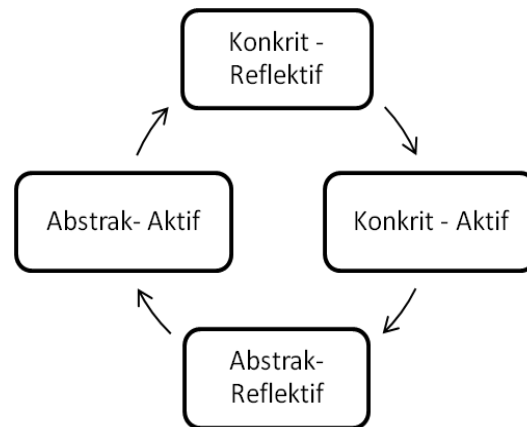 Konkrit -
Reflektif
Abstrak- Aktif
Konkrit - Aktif
Abstrak-
Reflektif